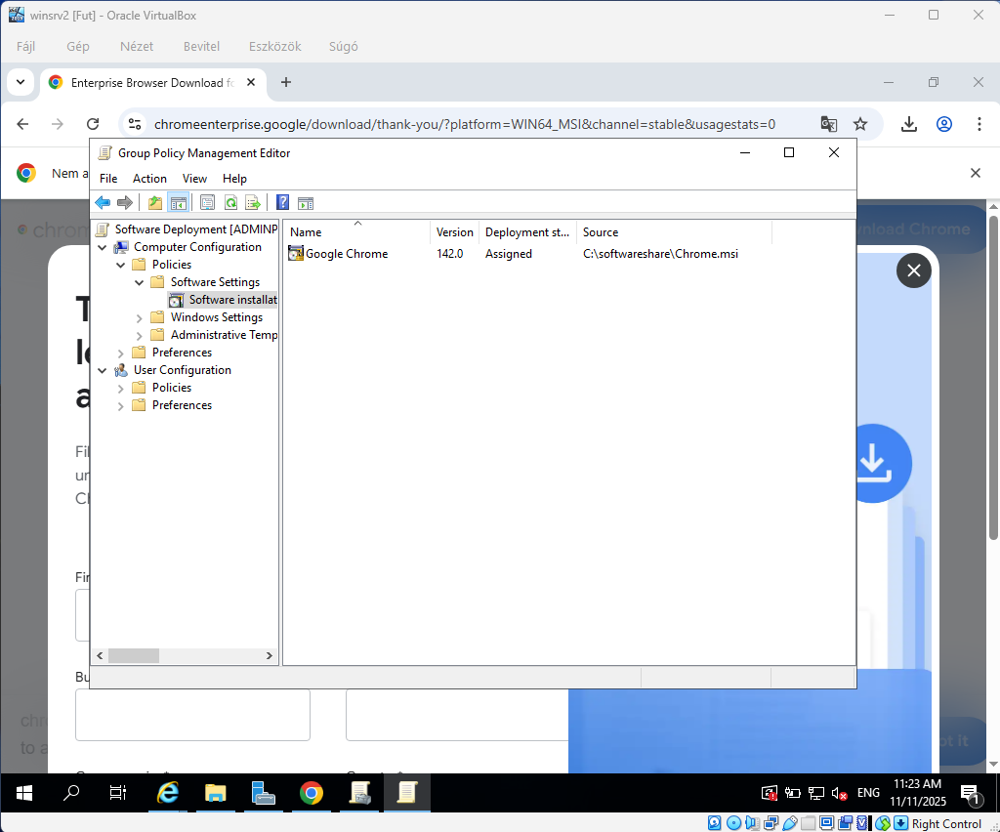 winsrv2 [Fut] - Oracle VirtualBox
Fájl Gép Nézet Bevitel Eszközök Súgó
Enterprise Browser Download fo
chromeenterprise.google/download/thank-you/?platform=WIN64_MSI&channel=stable&usagestats=0
Nem a
Group Policy Management Editor
File Action View Help
Software Deployment [ADMINP
Computer Configuration
Policies
Software Settings
Software installat
Windows Settings
Administrative Temp
Preferences
User Configuration
Policies
Preferences
Name Version Deployment st... Source
Google Chrome 142.0 Assigned C:\softwareshare\Chrome.msi
chrom
nload Chrome
Fil
un
Ch
Fir
Bu
chr
to a
ot it
ENG
11:23 AM
11/11/2025
1
Right Control